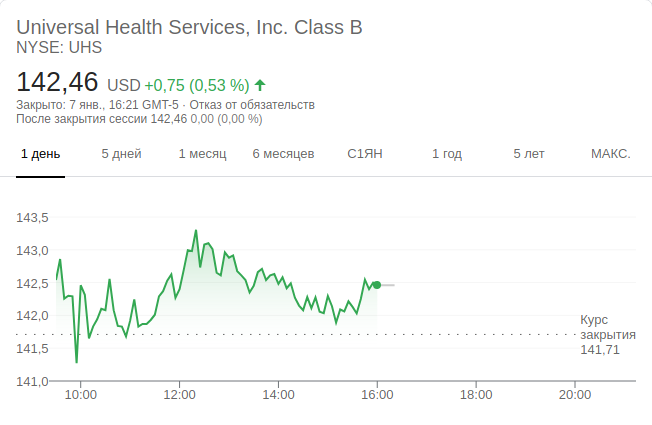 Universal Health Services, Inc. Class B
NYSE: UHS
142,46 USD +0,75 (0,53 %)
Закрыто: 7 янв., 16:21 GMT-5 · Отказ от обязательств
После закрытия сессии 142,46 0,00 (0,00 %)
1 день 5 дней 1 месяц 6 месяцев С1ЯН 1 год 5 лет МАКС.
143,5
143,0
142,5
142,0
Курс
закрытия
141,71
141,5
141,0
10:00 12:00 14:00 16:00 18:00 20:00